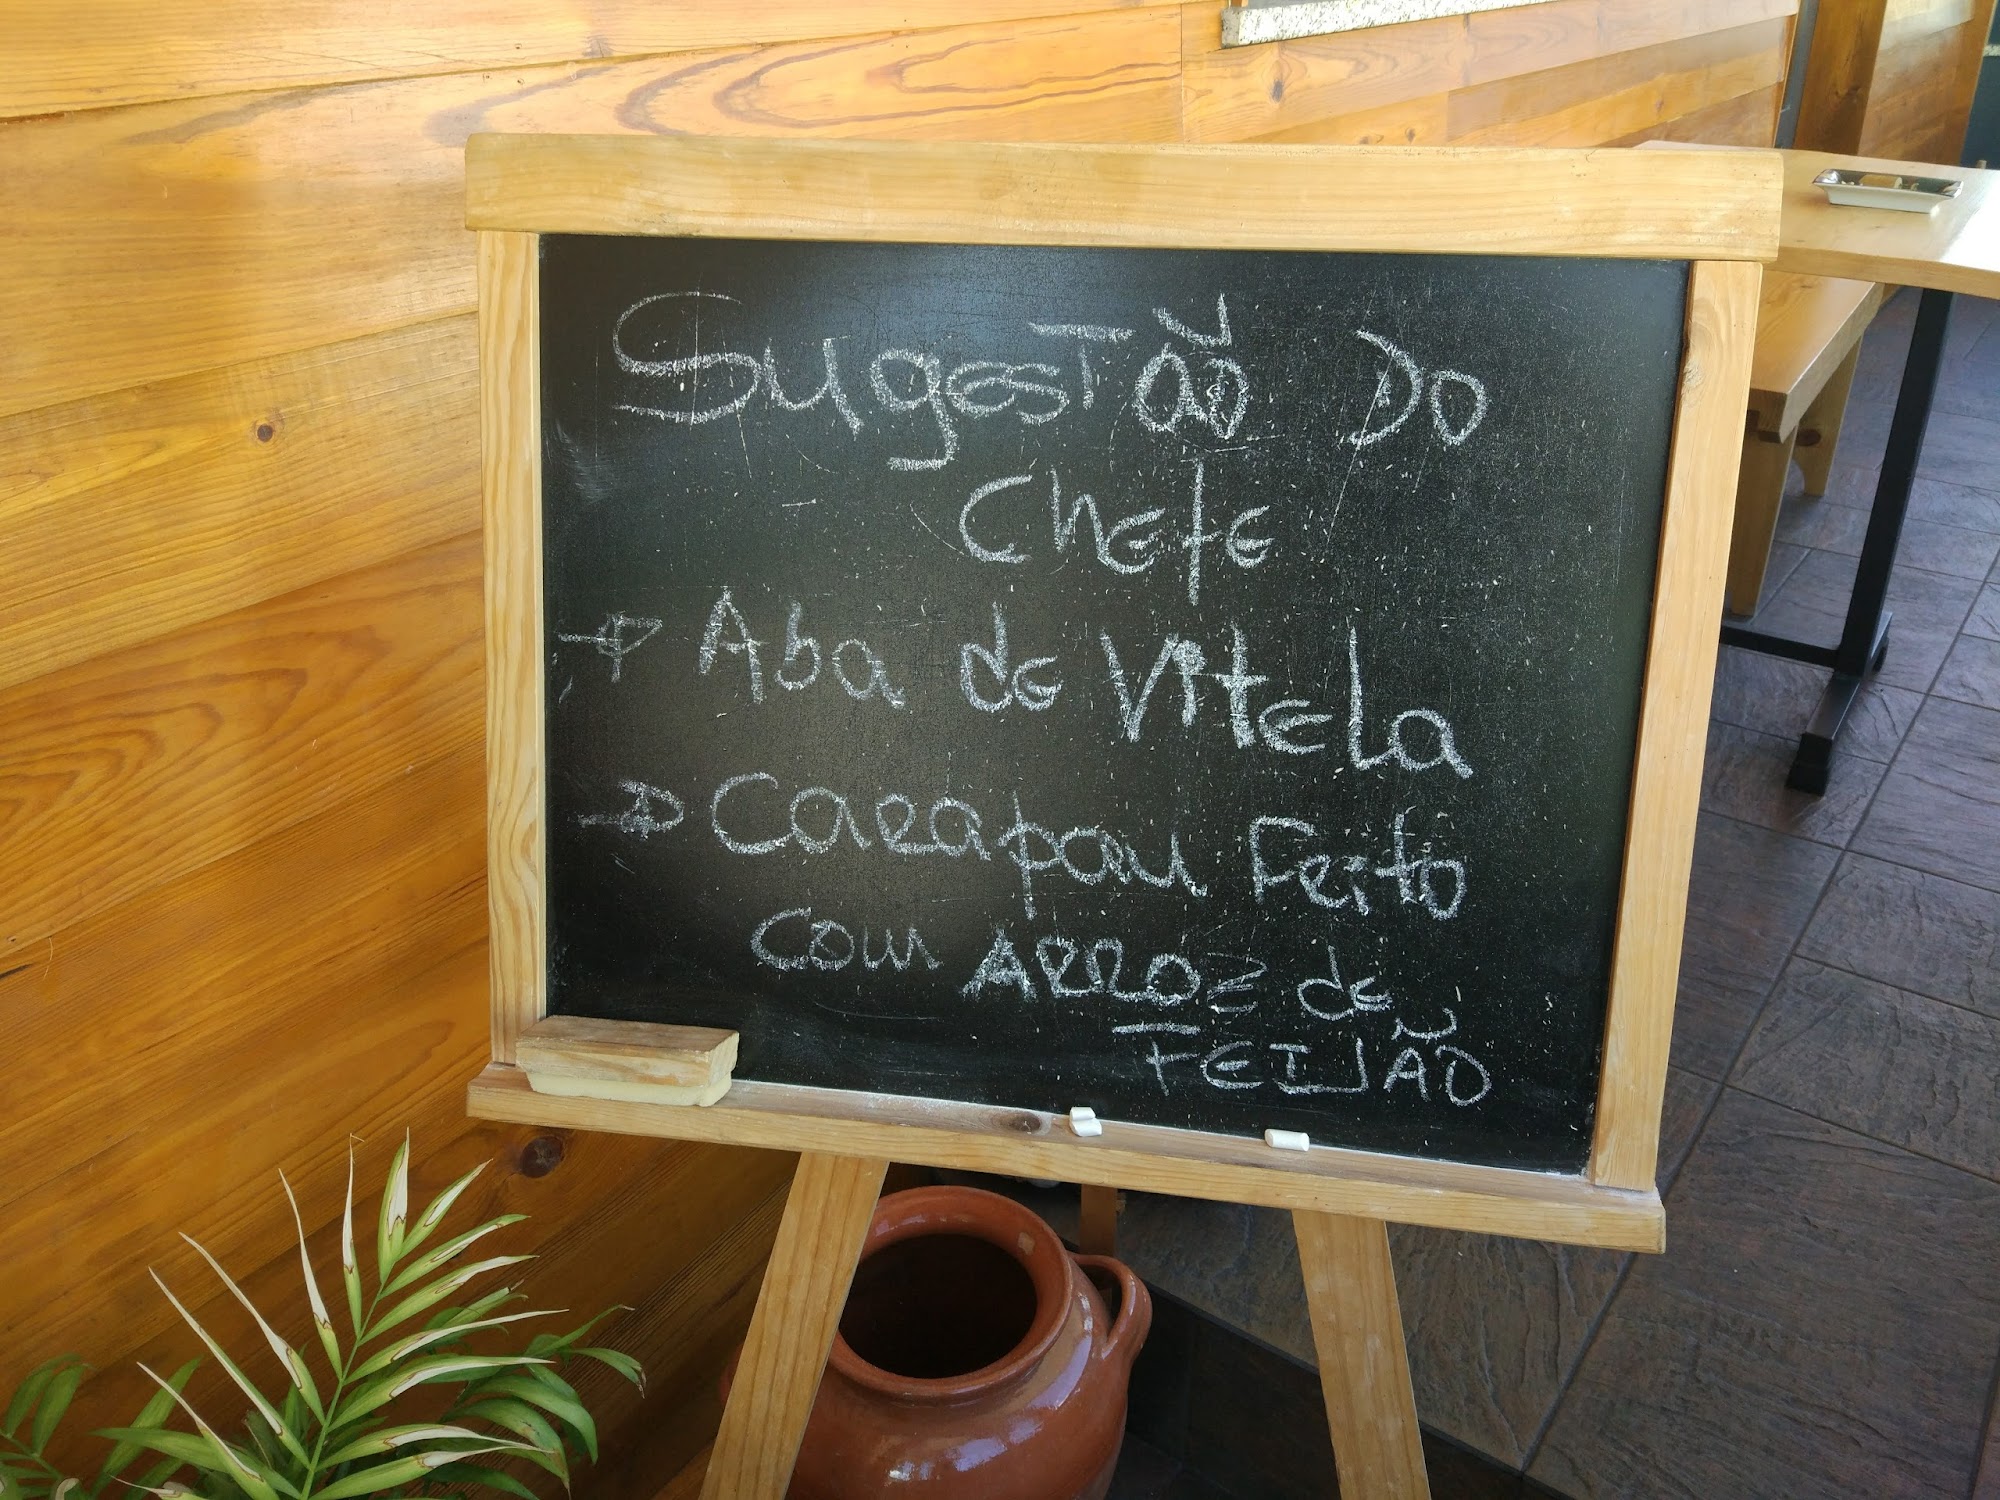 Sugestão Do
Chefe
→ Aba de Vitela
→ Carapau Feito
com ARROZ de
FEIJÃO